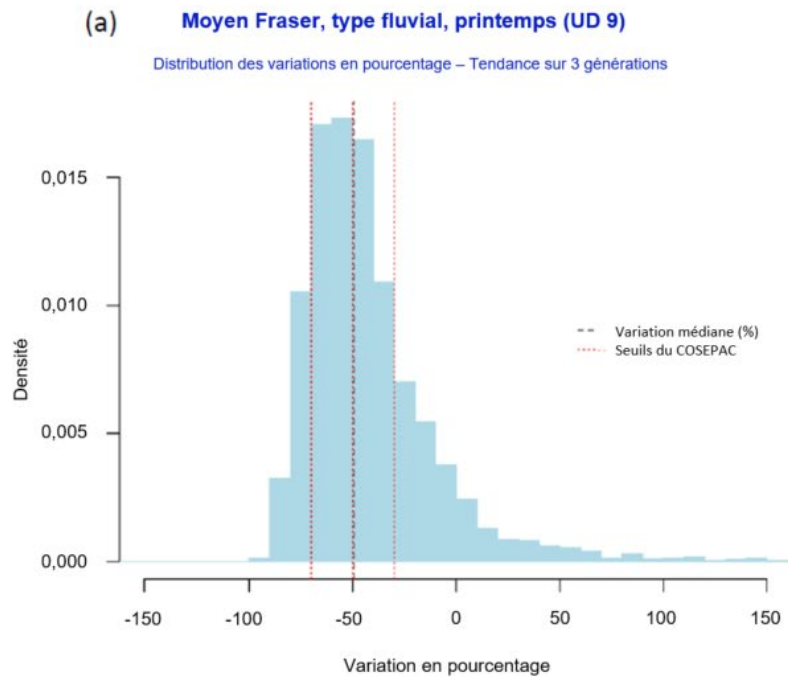 (a)
Moyen Fraser, type fluvial, printemps (UD 9)
Distribution des variations en pourcentage – Tendance sur 3 générations
Densité
0,015
0,010
0,005
0,000
Variation médiane (%)
Seuils du COSEPAC
-150 -100 -50 0 50 100 150
Variation en pourcentage